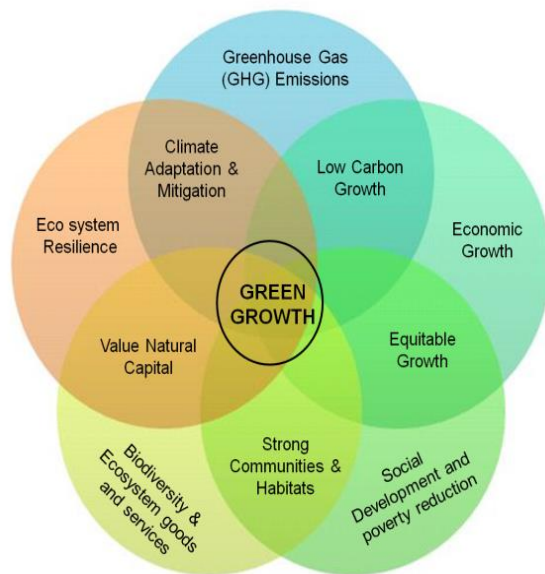 Greenhouse Gas
(GHG) Emissions
Climate
Adaptation &
Mitigation
Low Carbon
Growth
Eco system
Resilience
Economic
Growth
GREEN
GROWTH
Value Natural
Capital
Equitable
Growth
Biodiversity &
Ecosystem goods
and services
Strong
Communities &
Habitats
Social
Development and
poverty reduction